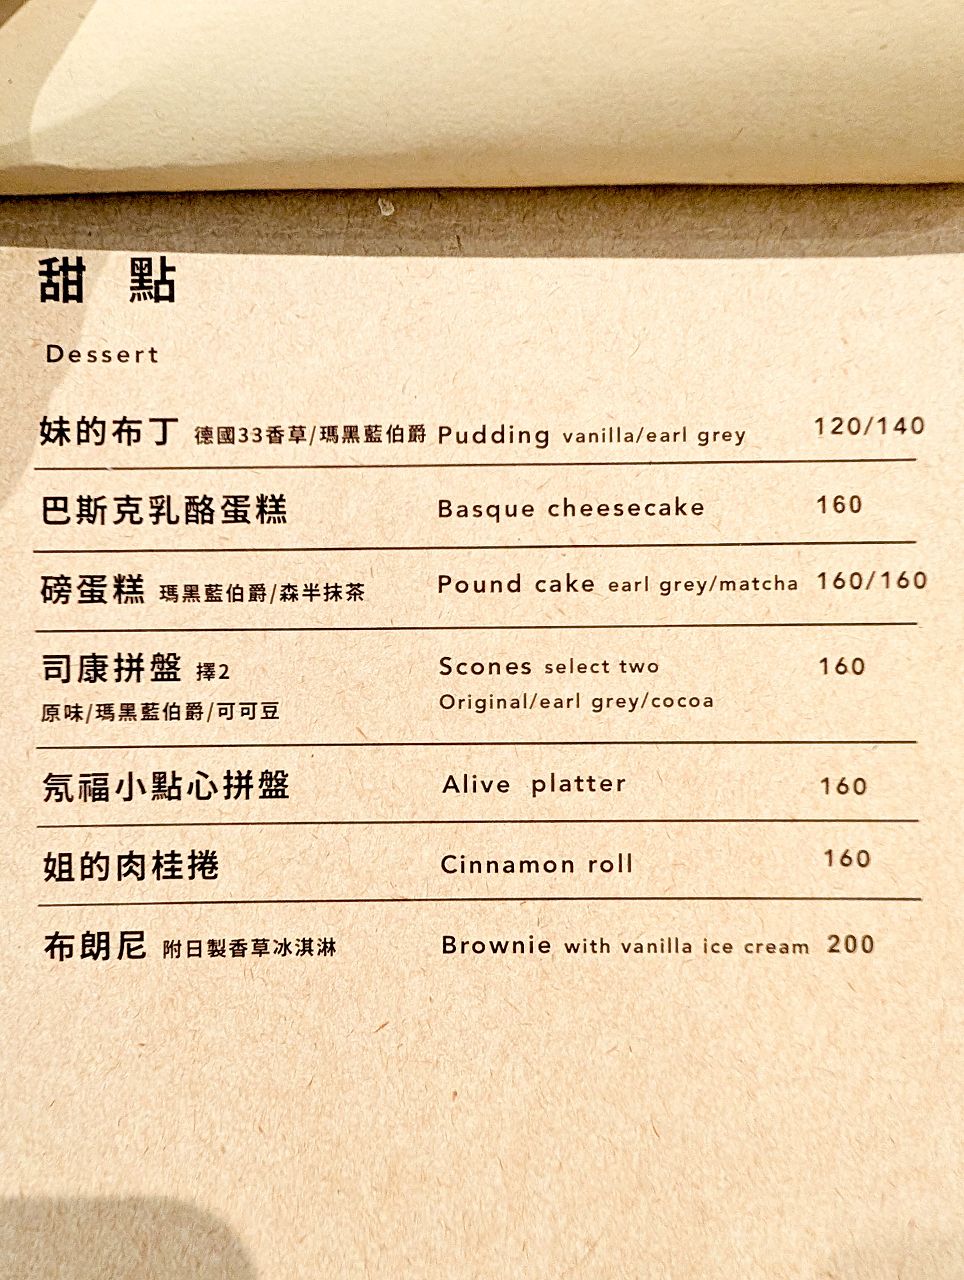 甜 點
Dessert
妹的布丁 德國33香草/瑪黑藍伯爵 Pudding vanilla/earl grey 120/140
巴斯克乳酪蛋糕 Basque cheesecake 160
磅蛋糕 瑪黑藍伯爵/森半抹茶 Pound cake earl grey/matcha 160/160
司康拼盤 擇2 Scones select two 160
原味/瑪黑藍伯爵/可可豆 Original/earl grey/cocoa
氖福小點心拼盤 Alive platter 160
姐的肉桂捲 Cinnamon roll 160
布朗尼 附日製香草冰淇淋 Brownie with vanilla ice cream 200